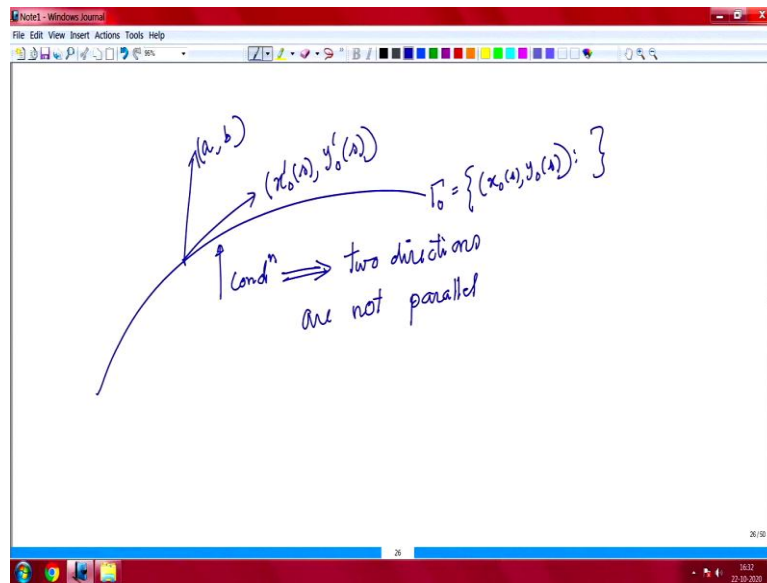 Note1 - Windows Journal
File Edit View Insert Actions Tools Help
96%
B I
(a, b)
(x₀'(s), y₀'(s))
Γ₀ = {(x₀(s), y₀(s)): }
condⁿ ⟹ two directions
are not parallel
26/50
26
16:32
22-10-2020